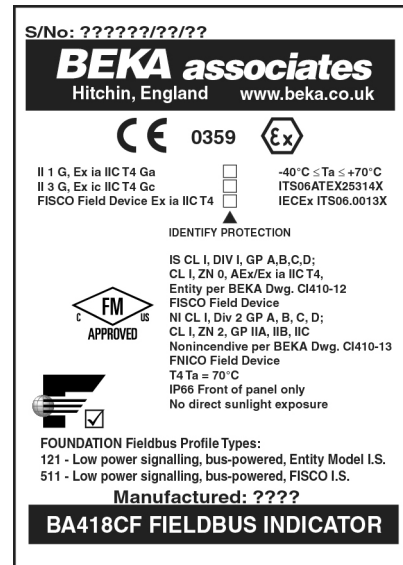 S/No: ??????/??/??
BEKA associates
Hitchin, England www.beka.co.uk
CE 0359 Ex
II 1 G, Ex ia IIC T4 Ga -40°C ≤Ta ≤ +70°C
II 3 G, Ex ic IIC T4 Gc ITS06ATEX25314X
FISCO Field Device Ex ia IIC T4 IECEx ITS06.0013X
IDENTIFY PROTECTION
IS CL I, DIV I, GP A,B,C,D;
CL I, ZN 0, AEx/Ex ia IIC T4,
Entity per BEKA Dwg. CI410-12
FISCO Field Device
NI CL I, Div 2 GP A, B, C, D;
CL I, ZN 2, GP IIA, IIB, IIC
Nonincendive per BEKA Dwg. CI410-13
FNICO Field Device
T4 Ta = 70°C
IP66 Front of panel only
No direct sunlight exposure
C FM US
APPROVED
FOUNDATION Fieldbus Profile Types:
121 - Low power signalling, bus-powered, Entity Model I.S.
511 - Low power signalling, bus-powered, FISCO I.S.
Manufactured: ????
BA418CF FIELDBUS INDICATOR